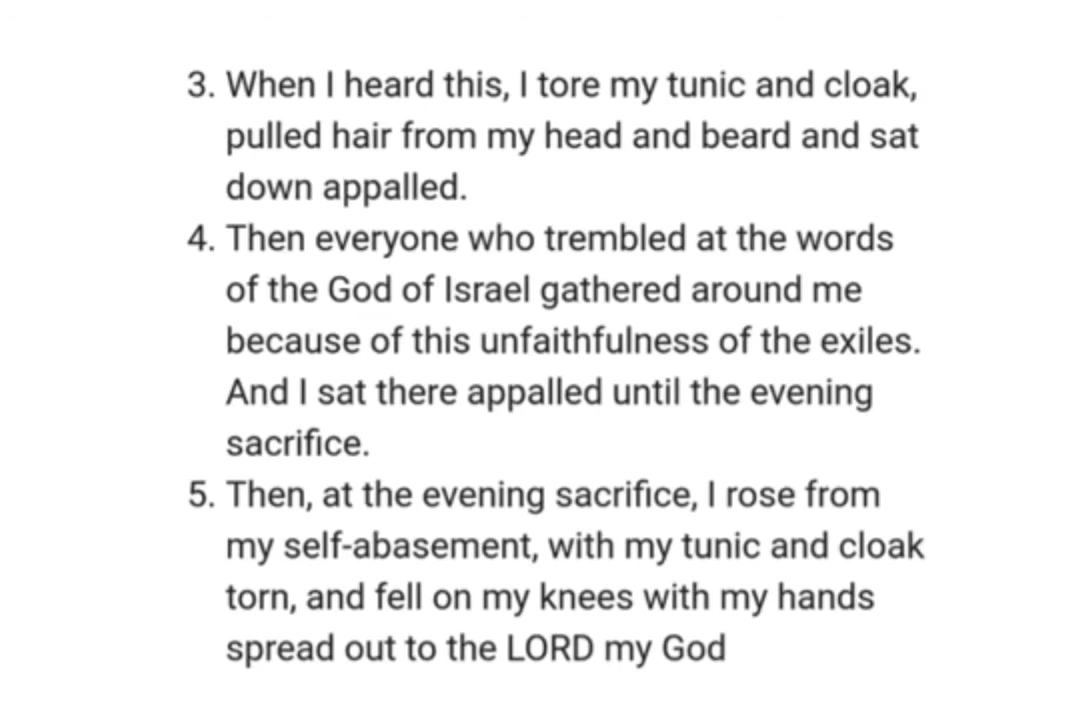 3. When I heard this, I tore my tunic and cloak,
pulled hair from my head and beard and sat
down appalled.
4. Then everyone who trembled at the words
of the God of Israel gathered around me
because of this unfaithfulness of the exiles.
And I sat there appalled until the evening
sacrifice.
5. Then, at the evening sacrifice, I rose from
my self-abasement, with my tunic and cloak
torn, and fell on my knees with my hands
spread out to the LORD my God